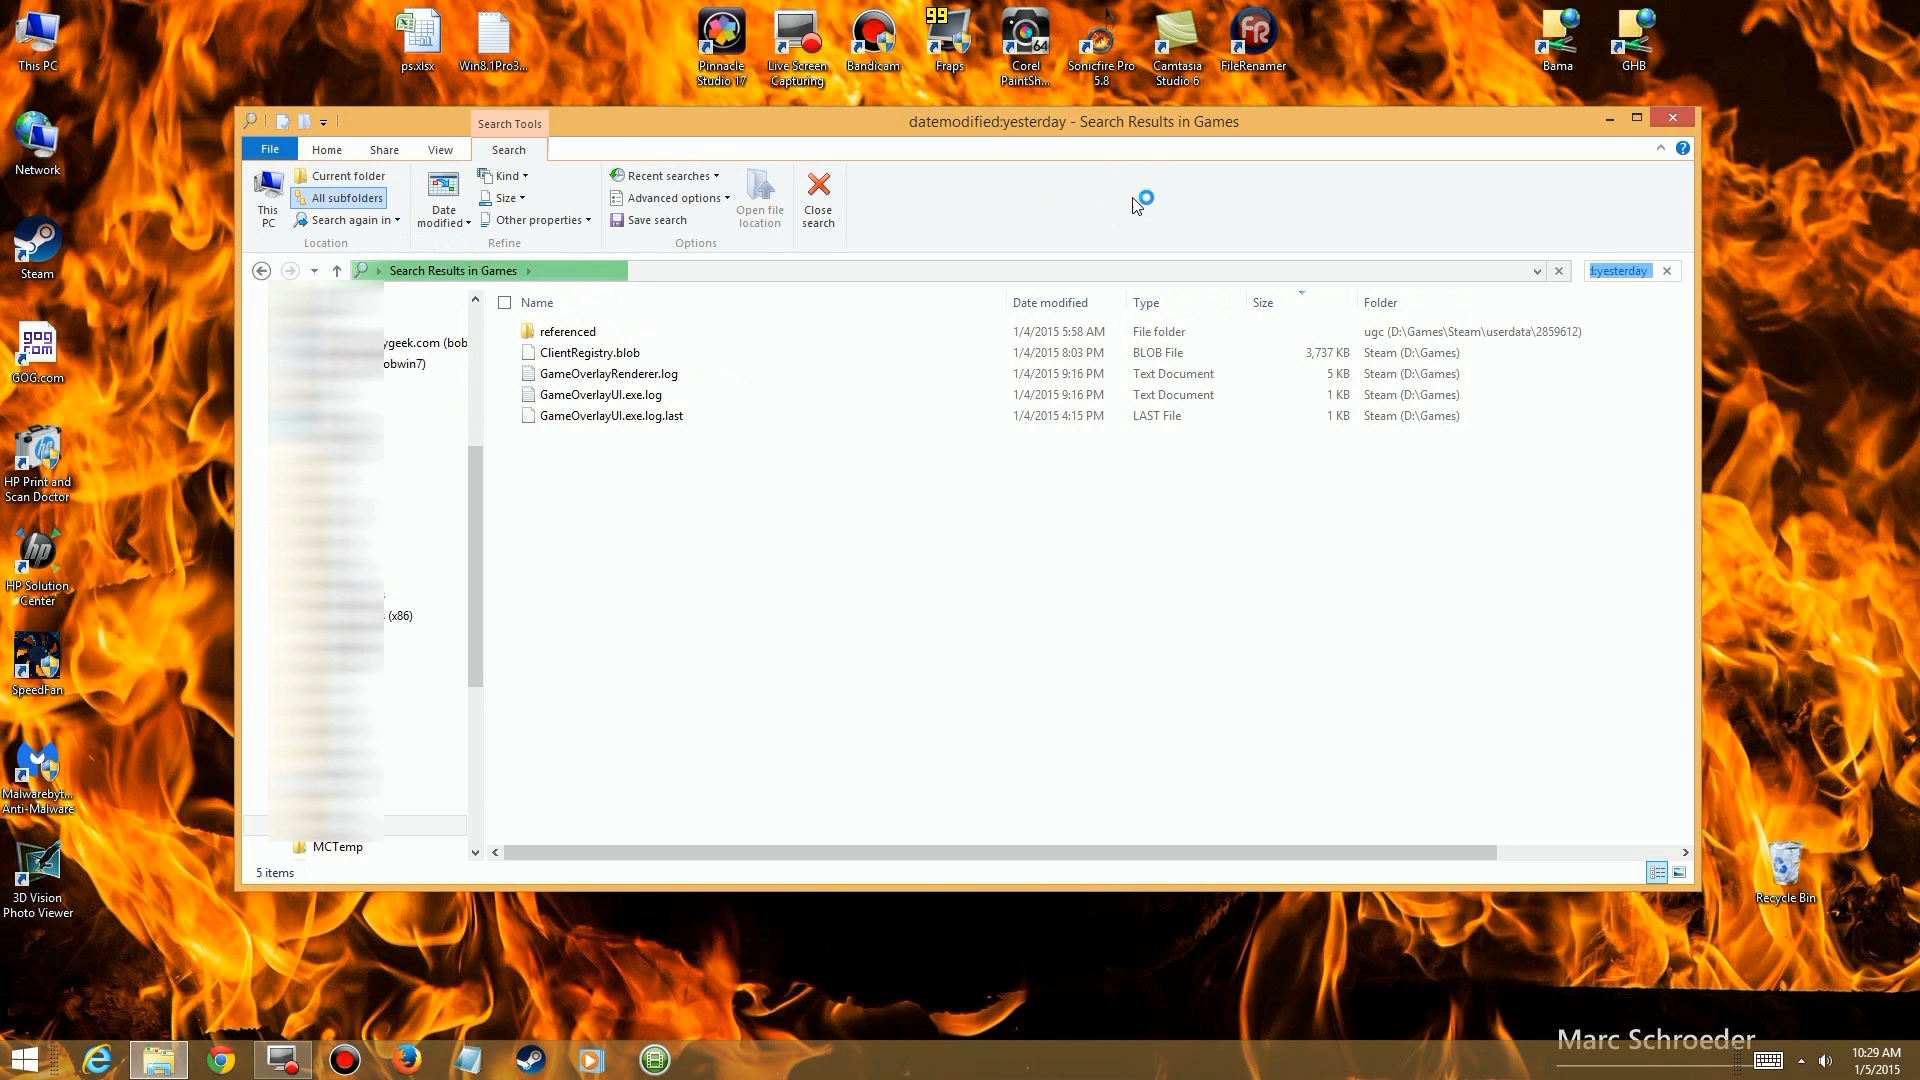 This PC
ps.xlsx
Win8.1Pro3...
Pinnacle
Studio 17
Live Screen
Capturing
Bandicam
99
Fraps
64
Corel
PaintSh...
Sonicfire Pro
5.8
Camtasia
Studio 6
FR
FileRenamer
Bama
GHB
Network
Steam
gog
com
GOG.com
hp
HP Print and
Scan Doctor
hp
HP Solution
Center
SpeedFan
Malwarebyt...
Anti-Malware
3D Vision
Photo Viewer
Search Tools
datemodified:yesterday - Search Results in Games
File
Home
Share
View
Search
This
PC
Current folder
All subfolders
Search again in
Location
Date
modified
Kind
Size
Other properties
Refine
Recent searches
Advanced options
Save search
Options
Open file
location
Close
search
Search Results in Games
d:yesterday
Name
Date modified
Type
Size
Folder
referenced
1/4/2015 5:58 AM
File folder
ugc (D:\Games\Steam\userdata\2859612)
ClientRegistry.blob
1/4/2015 8:03 PM
BLOB File
3,737 KB
Steam (D:\Games)
GameOverlayRenderer.log
1/4/2015 9:16 PM
Text Document
5 KB
Steam (D:\Games)
GameOverlayUI.exe.log
1/4/2015 9:16 PM
Text Document
1 KB
Steam (D:\Games)
GameOverlayUI.exe.log.last
1/4/2015 4:15 PM
LAST File
1 KB
Steam (D:\Games)
ygeek.com (bob
obwin7)
(x86)
MCTemp
5 items
Recycle Bin
Marc Schroeder
10:29 AM
1/5/2015